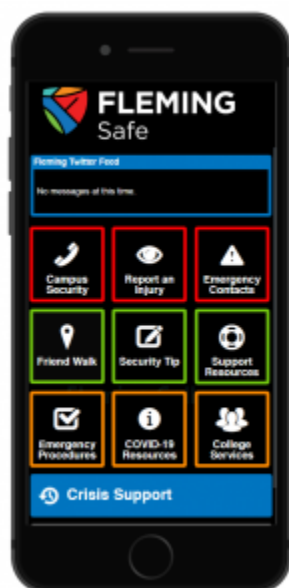 FLEMING
Safe
Fleming Twitter Feed
No messages at this time.
Campus
Security
Report an
Injury
Emergency
Contacts
Friend Walk
Security Tip
Support
Resources
Emergency
Procedures
COVID-19
Resources
College
Services
Crisis Support